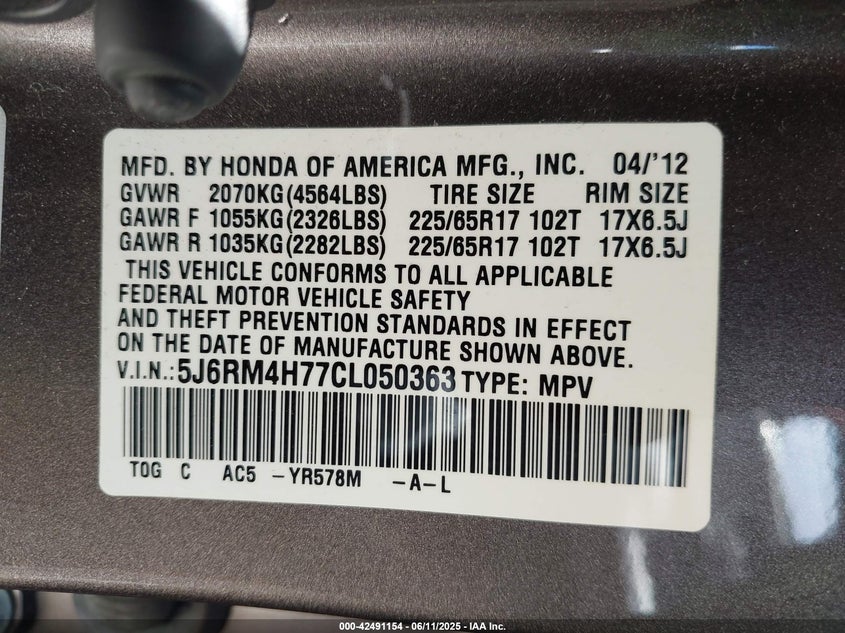 MFD. BY HONDA OF AMERICA MFG., INC. 04/'12
GVWR 2070KG(4564LBS) TIRE SIZE RIM SIZE
GAWR F 1055KG(2326LBS) 225/65R17 102T 17X6.5J
GAWR R 1035KG(2282LBS) 225/65R17 102T 17X6.5J
THIS VEHICLE CONFORMS TO ALL APPLICABLE
FEDERAL MOTOR VEHICLE SAFETY
AND THEFT PREVENTION STANDARDS IN EFFECT
ON THE DATE OF MANUFACTURE SHOWN ABOVE.
V.I.N.: 5J6RM4H77CL050363 TYPE: MPV
TOG C AC5 -YR578M -A-L
000-42491154 - 06/11/2025 - IAA Inc.